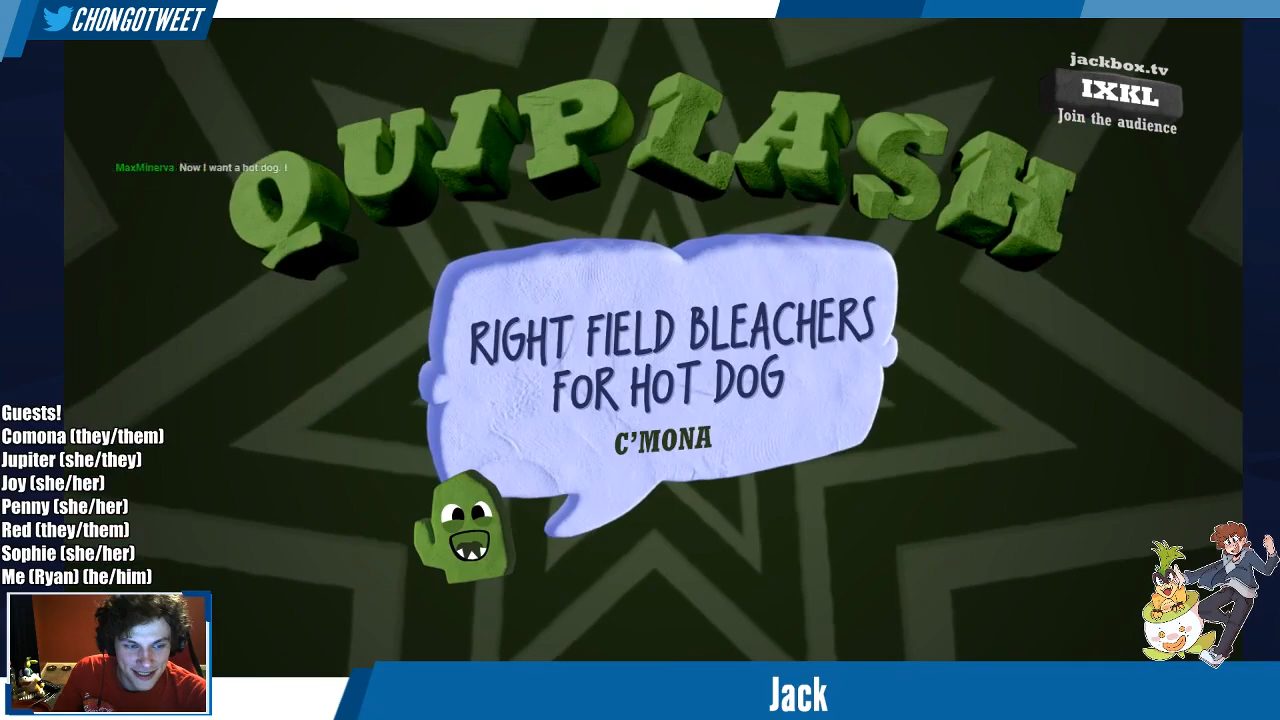 CHONGOTWEET
jackbox.tv
IXKL
Join the audience
QUIPLASH
MaxMinerva Now I want a hot dog. I
RIGHT FIELD BLEACHERS
FOR HOT DOG
C'MONA
Guests!
Comona (they/them)
Jupiter (she/they)
Joy (she/her)
Penny (she/her)
Red (they/them)
Sophie (she/her)
Me (Ryan) (he/him)
Jack